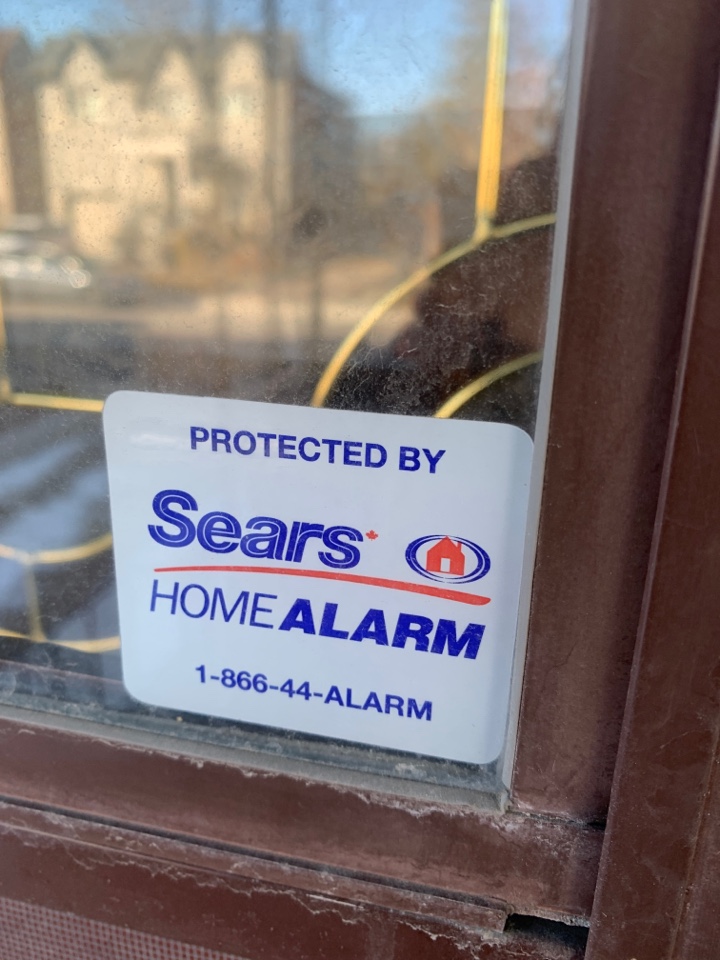 PROTECTED BY
Sears
HOME ALARM
1-866-44-ALARM